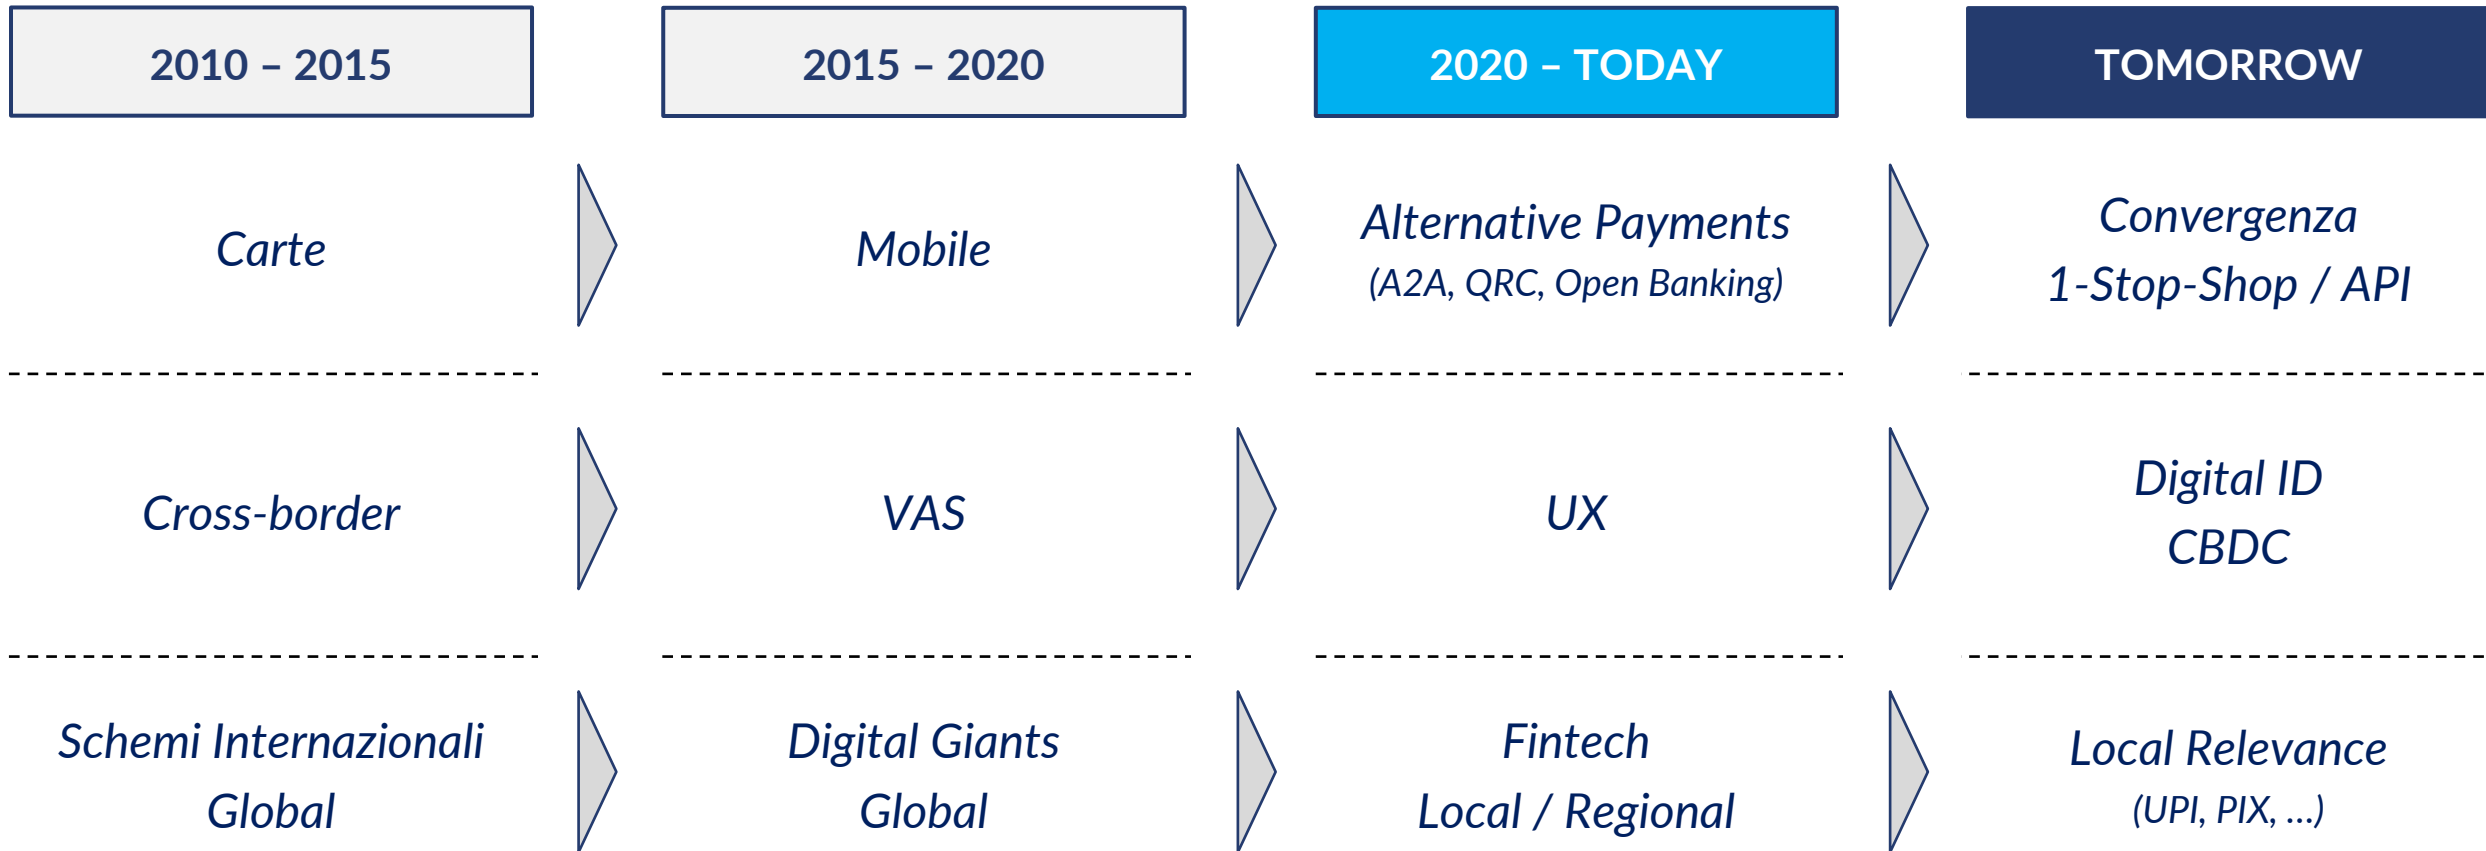 2010 – 2015
2015 – 2020
2020 – TODAY
TOMORROW
Carte
Mobile
Alternative Payments
(A2A, QRC, Open Banking)
Convergenza
1-Stop-Shop / API
Cross-border
VAS
UX
Digital ID
CBDC
Schemi Internazionali
Global
Digital Giants
Global
Fintech
Local / Regional
Local Relevance
(UPI, PIX, ...)